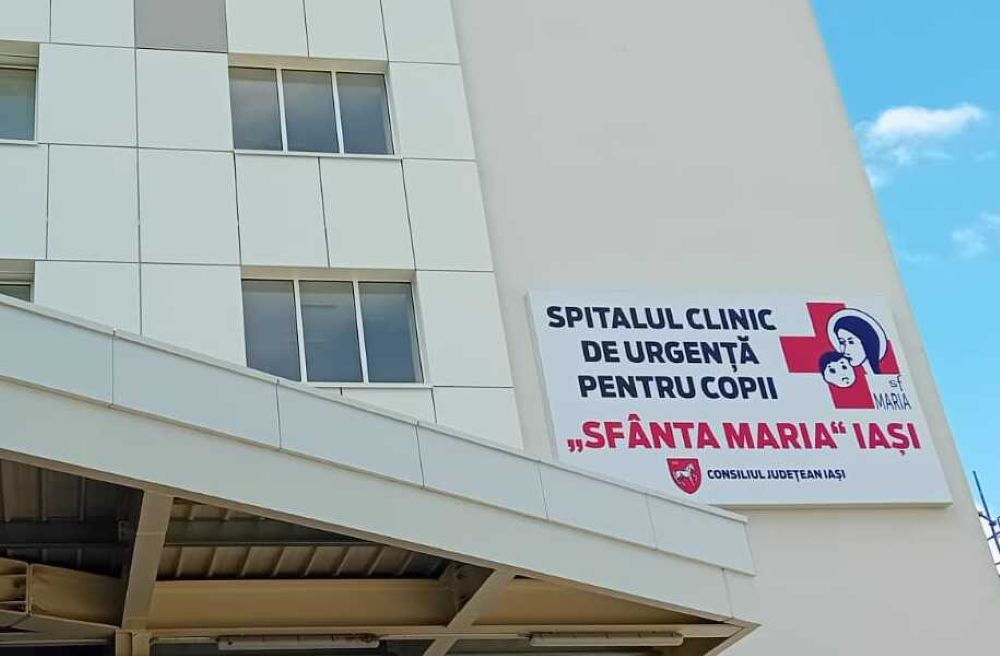 SPITALUL CLINIC
DE URGENȚĂ
PENTRU COPII
„SFÂNTA MARIA“ IAȘI
sf
MARIA
CONSILIUL JUDEȚEAN IAȘI